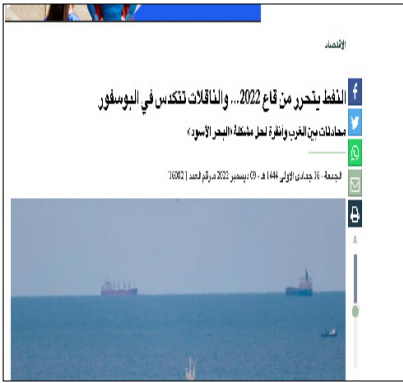 الاقتصاد
النفط يتحرر من قاع 2022... والناقلات تتكدس في البوسفور
محادثات بين الغرب وأنقرة لحل مشكلة «البحر الأسود»
الجمعة - 16 جمادى الأولى 1444 هـ - 09 ديسمبر 2022 مـ رقم العدد [16082]
A